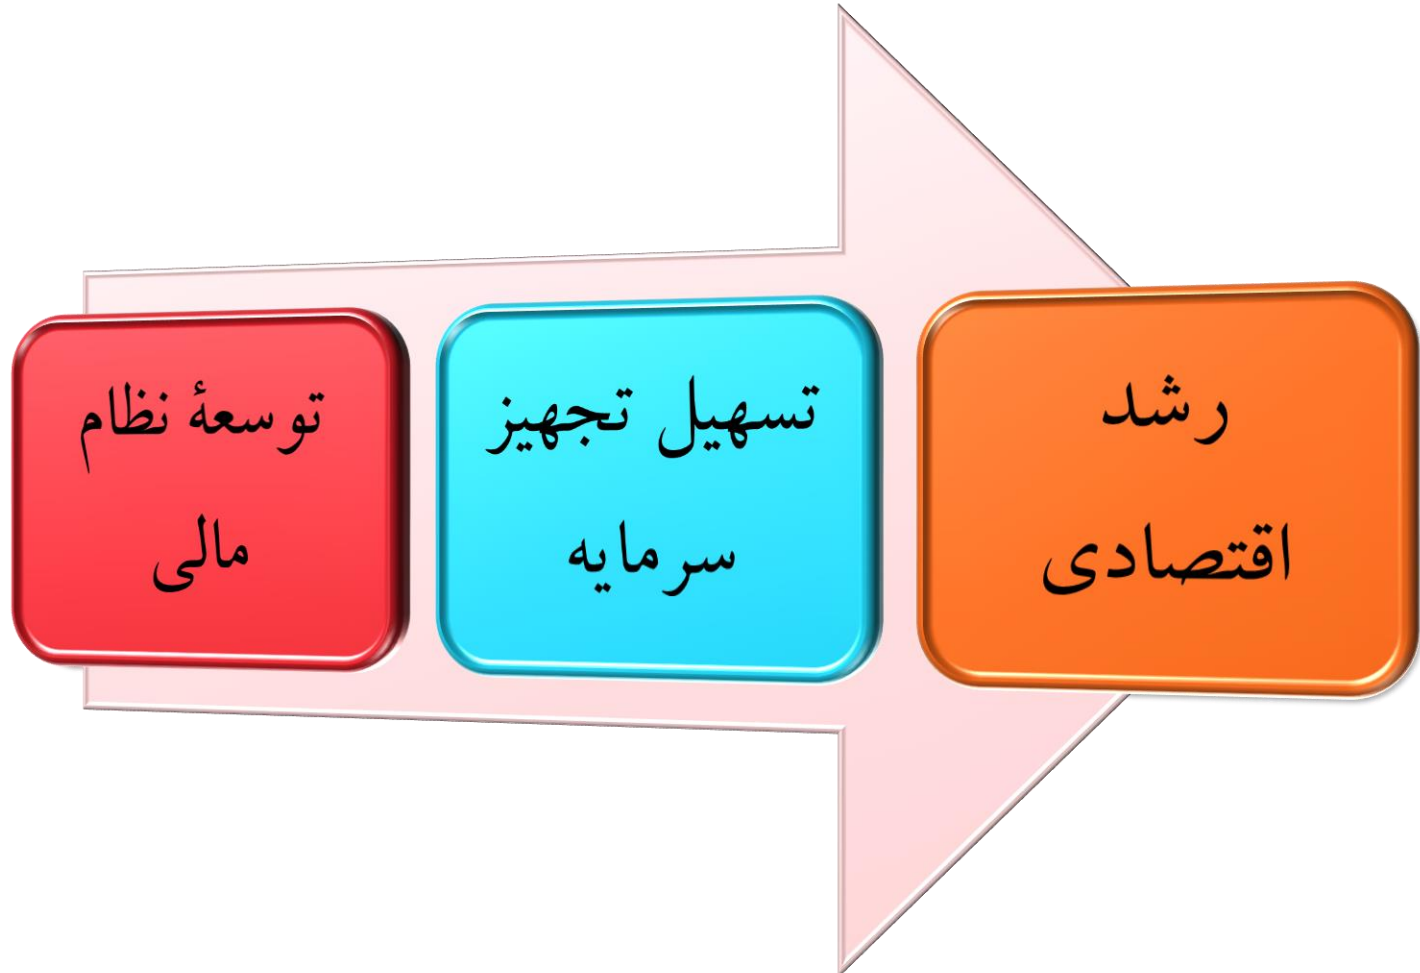 توسعهٔ نظام
مالی
تسهیل تجهیز
سرمایه
رشد
اقتصادی